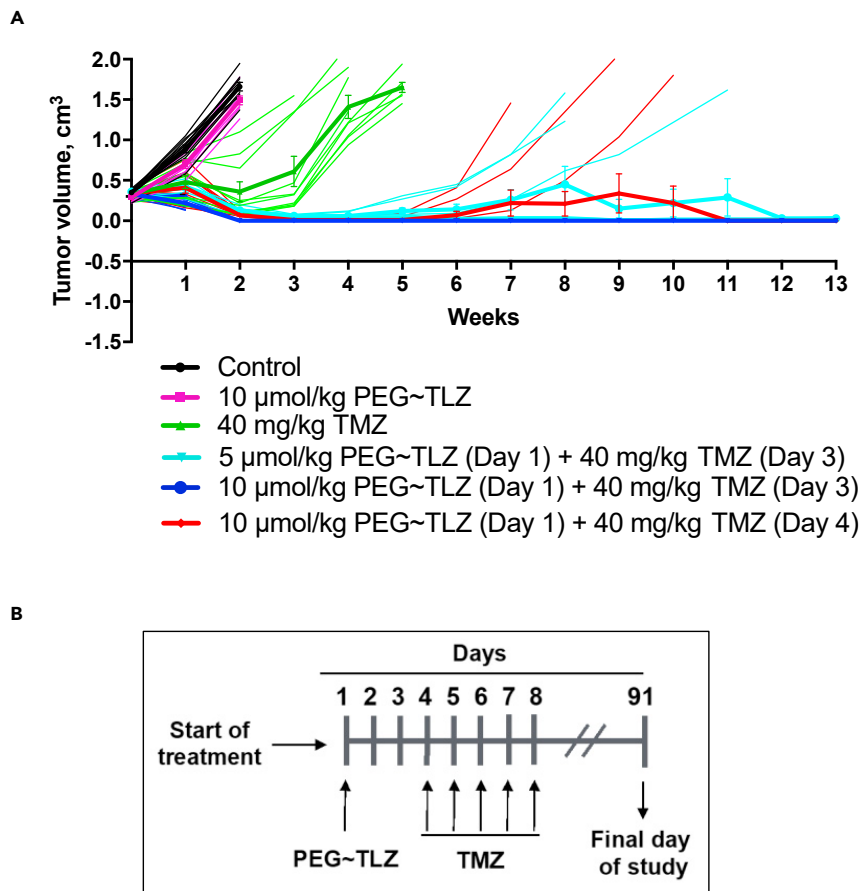 A
Tumor volume, cm³
2.0
1.5
1.0
0.5
0.0
-0.5
-1.0
-1.5
1 2 3 4 5 6 7 8 9 10 11 12 13
Weeks
Control
10 µmol/kg PEG~TLZ
40 mg/kg TMZ
5 µmol/kg PEG~TLZ (Day 1) + 40 mg/kg TMZ (Day 3)
10 µmol/kg PEG~TLZ (Day 1) + 40 mg/kg TMZ (Day 3)
10 µmol/kg PEG~TLZ (Day 1) + 40 mg/kg TMZ (Day 4)
B
Days
1 2 3 4 5 6 7 8 91
Start of
treatment
PEG~TLZ
TMZ
Final day
of study